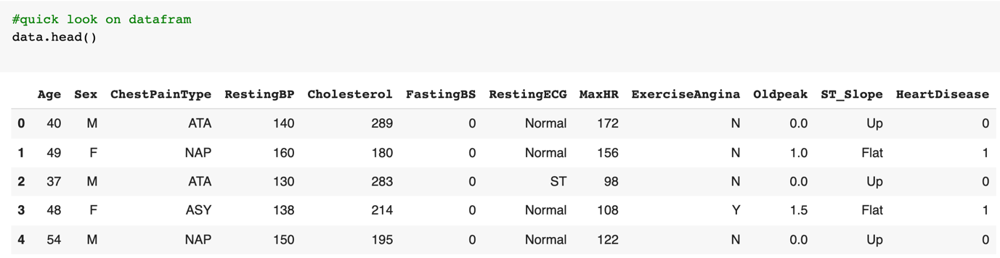 #quick look on datafram
data.head()
Age Sex ChestPainType RestingBP Cholesterol FastingBS RestingECG MaxHR ExerciseAngina Oldpeak ST_Slope HeartDisease
0 40 M ATA 140 289 0 Normal 172 N 0.0 Up 0
1 49 F NAP 160 180 0 Normal 156 N 1.0 Flat 1
2 37 M ATA 130 283 0 ST 98 N 0.0 Up 0
3 48 F ASY 138 214 0 Normal 108 Y 1.5 Flat 1
4 54 M NAP 150 195 0 Normal 122 N 0.0 Up 0